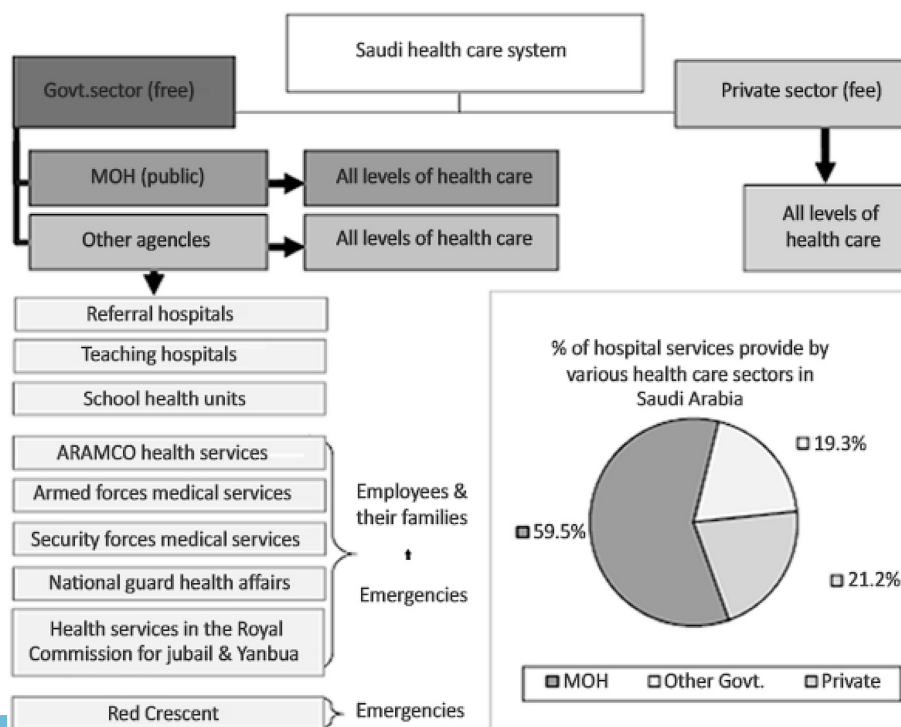 Saudi health care system
Govt.sector (free)
Private sector (fee)
MOH (public)
All levels of health care
Other agencies
All levels of health care
All levels of
health care
Referral hospitals
Teaching hospitals
School health units
ARAMCO health services
Armed forces medical services
Security forces medical services
National guard health affairs
Health services in the Royal
Commission for jubail & Yanbua
Employees &
their families
Emergencies
Red Crescent
Emergencies
% of hospital services provide by
various health care sectors in
Saudi Arabia
19.3%
59.5%
21.2%
MOH
Other Govt.
Private